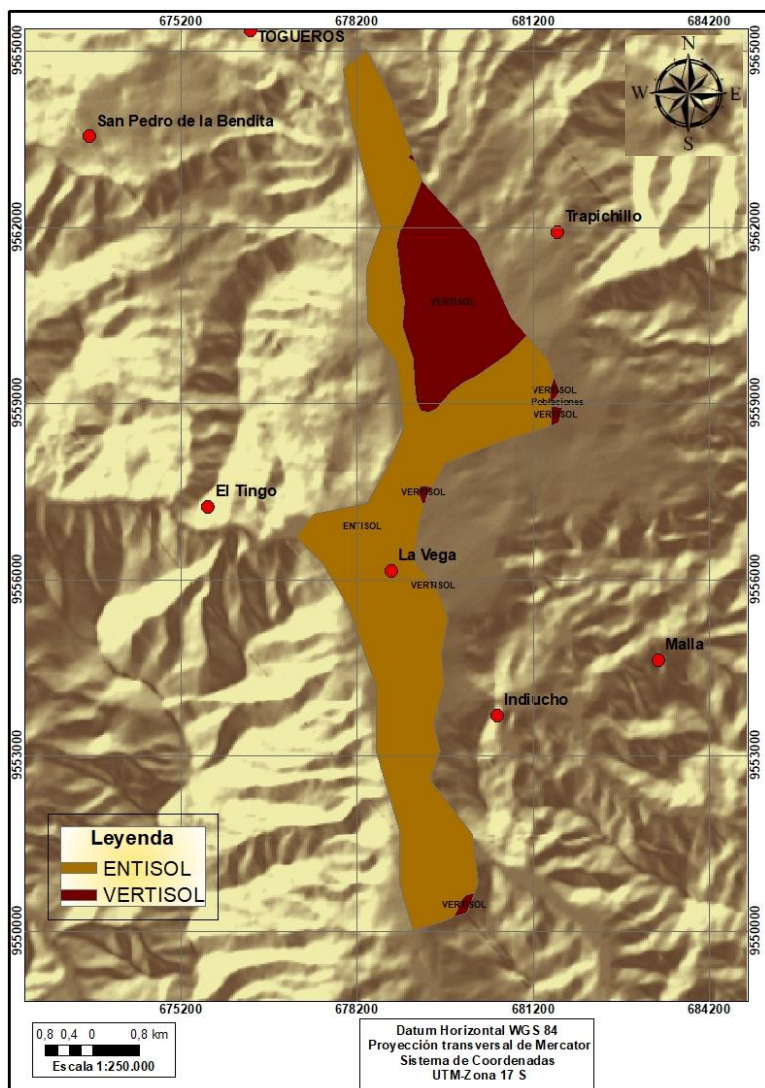 675200 678200 681200 684200
9565000 9565000
TOGUEROS
N
W E
S
San Pedro de la Bendita
9562000 9562000
Trapichillo
VERTISOL
VERTISOL
Poblaciones
VERTISOL
9559000 9559000
El Tingo
VERTISOL
ENTISOL
La Vega
VERTISOL
9556000 9556000
Malla
Indiucho
9553000 9553000
Leyenda
ENTISOL
VERTISOL
VERTISOL
9550000 9550000
675200 678200 681200 684200
0,8 0,4 0 0,8 km
Escala 1:250.000
Datum Horizontal WGS 84
Proyección transversal de Mercator
Sistema de Coordenadas
UTM-Zona 17 S